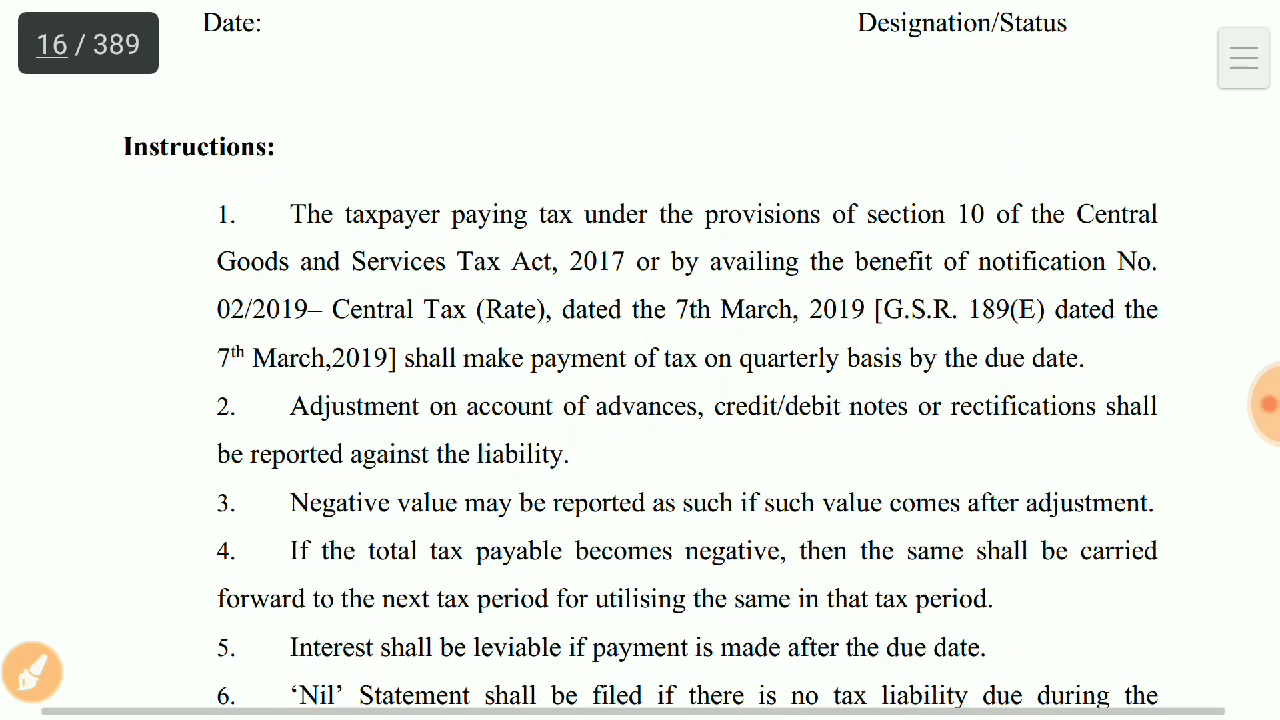 16 / 389
Date: Designation/Status
Instructions:
1. The taxpayer paying tax under the provisions of section 10 of the Central
Goods and Services Tax Act, 2017 or by availing the benefit of notification No.
02/2019– Central Tax (Rate), dated the 7th March, 2019 [G.S.R. 189(E) dated the
7th March,2019] shall make payment of tax on quarterly basis by the due date.
2. Adjustment on account of advances, credit/debit notes or rectifications shall
be reported against the liability.
3. Negative value may be reported as such if such value comes after adjustment.
4. If the total tax payable becomes negative, then the same shall be carried
forward to the next tax period for utilising the same in that tax period.
5. Interest shall be leviable if payment is made after the due date.
6. ‘Nil’ Statement shall be filed if there is no tax liability due during the